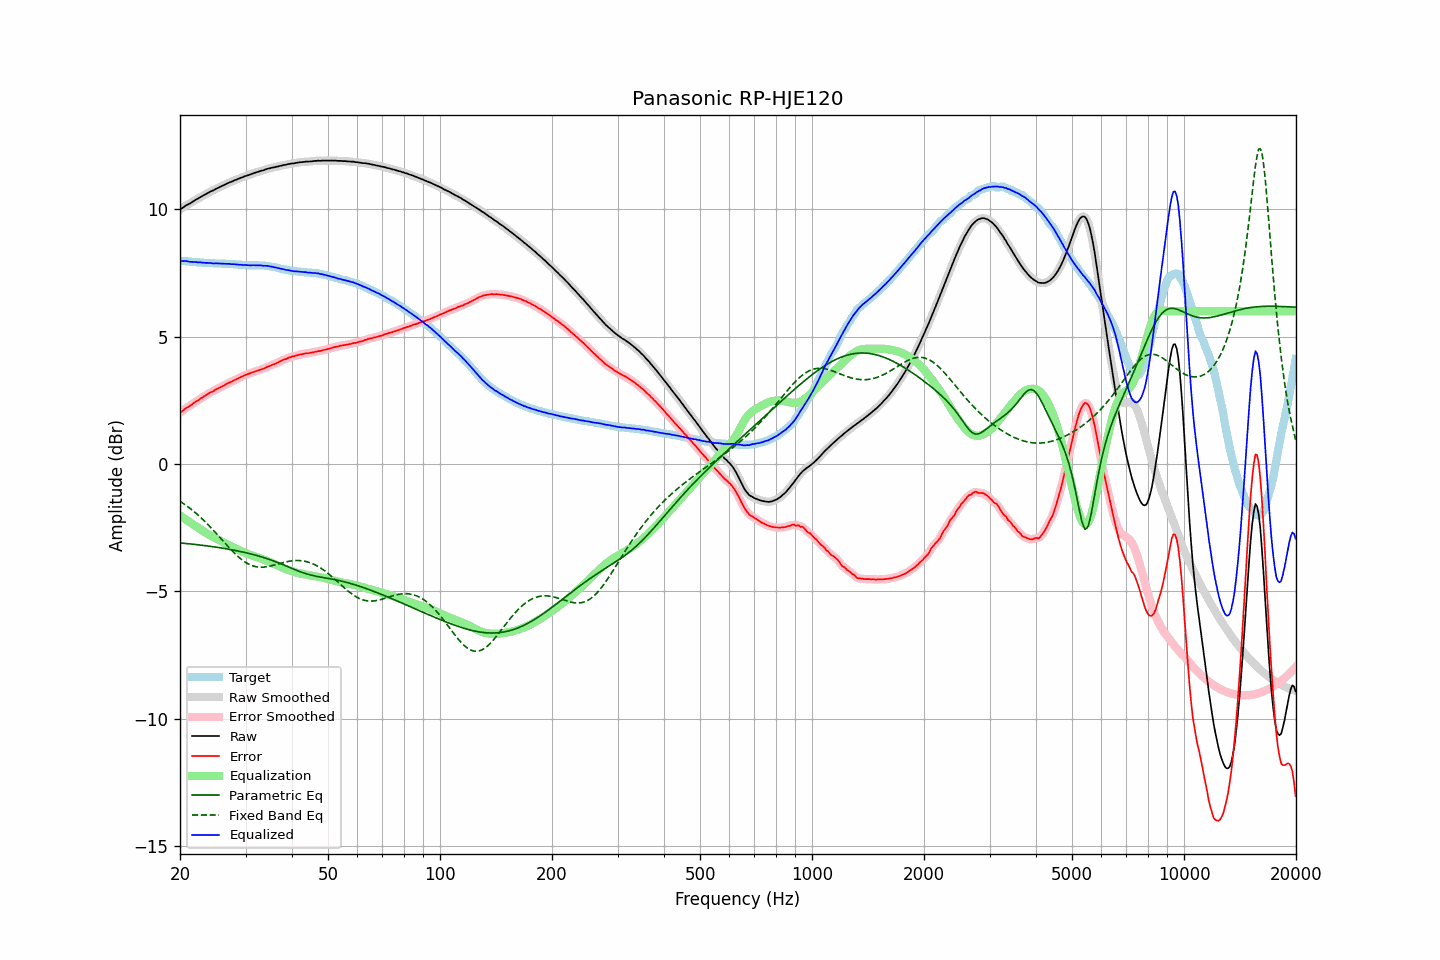 Panasonic RP-HJE120
Amplitude (dBr)
10
5
0
−5
−10
−15
Target
Raw Smoothed
Error Smoothed
Raw
Error
Equalization
Parametric Eq
Fixed Band Eq
Equalized
20 50 100 200 500 1000 2000 5000 10000 20000
Frequency (Hz)